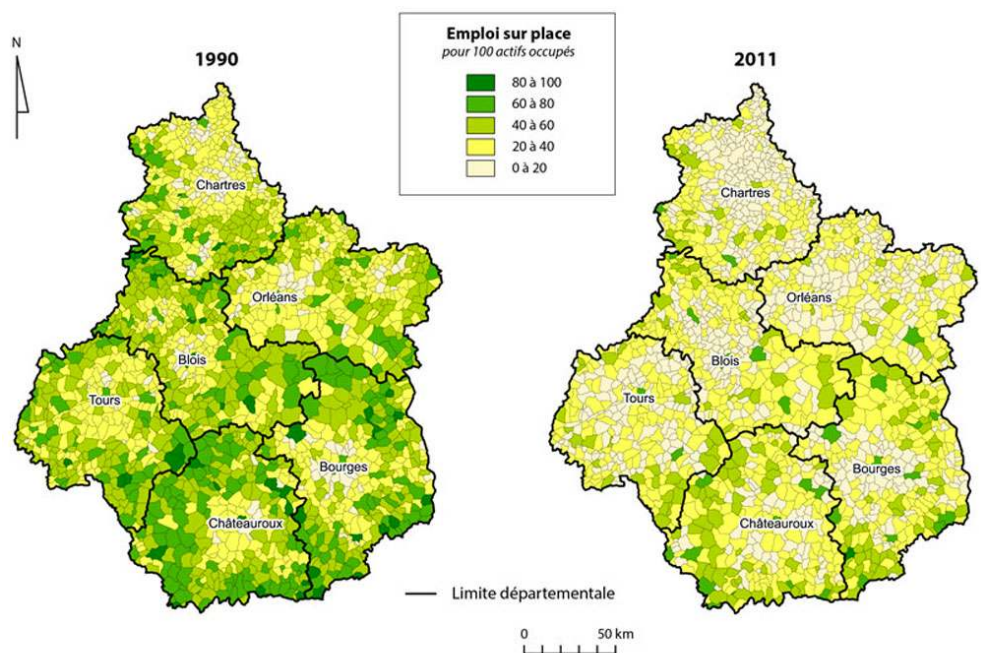 Emploi sur place
pour 100 actifs occupés
80 à 100
60 à 80
40 à 60
20 à 40
0 à 20
N
1990
Chartres
Orléans
Blois
Tours
Bourges
Châteauroux
2011
Chartres
Orléans
Blois
Tours
Bourges
Châteauroux
Limite départementale
0 50 km